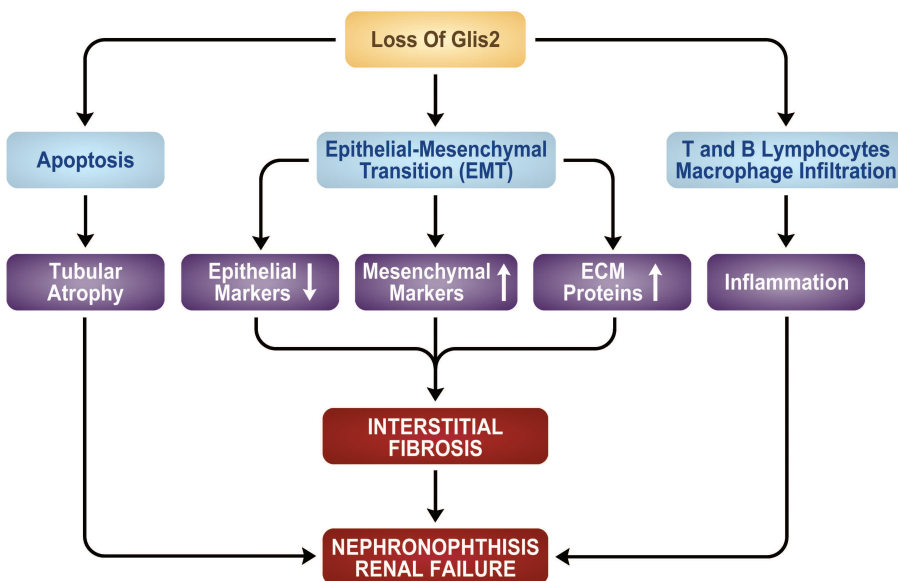 Loss Of Glis2
Apoptosis
Epithelial-Mesenchymal
Transition (EMT)
T and B Lymphocytes
Macrophage Infiltration
Tubular
Atrophy
Epithelial
Markers ↓
Mesenchymal
Markers ↑
ECM
Proteins ↑
Inflammation
INTERSTITIAL
FIBROSIS
NEPHRONOPHTHISIS
RENAL FAILURE